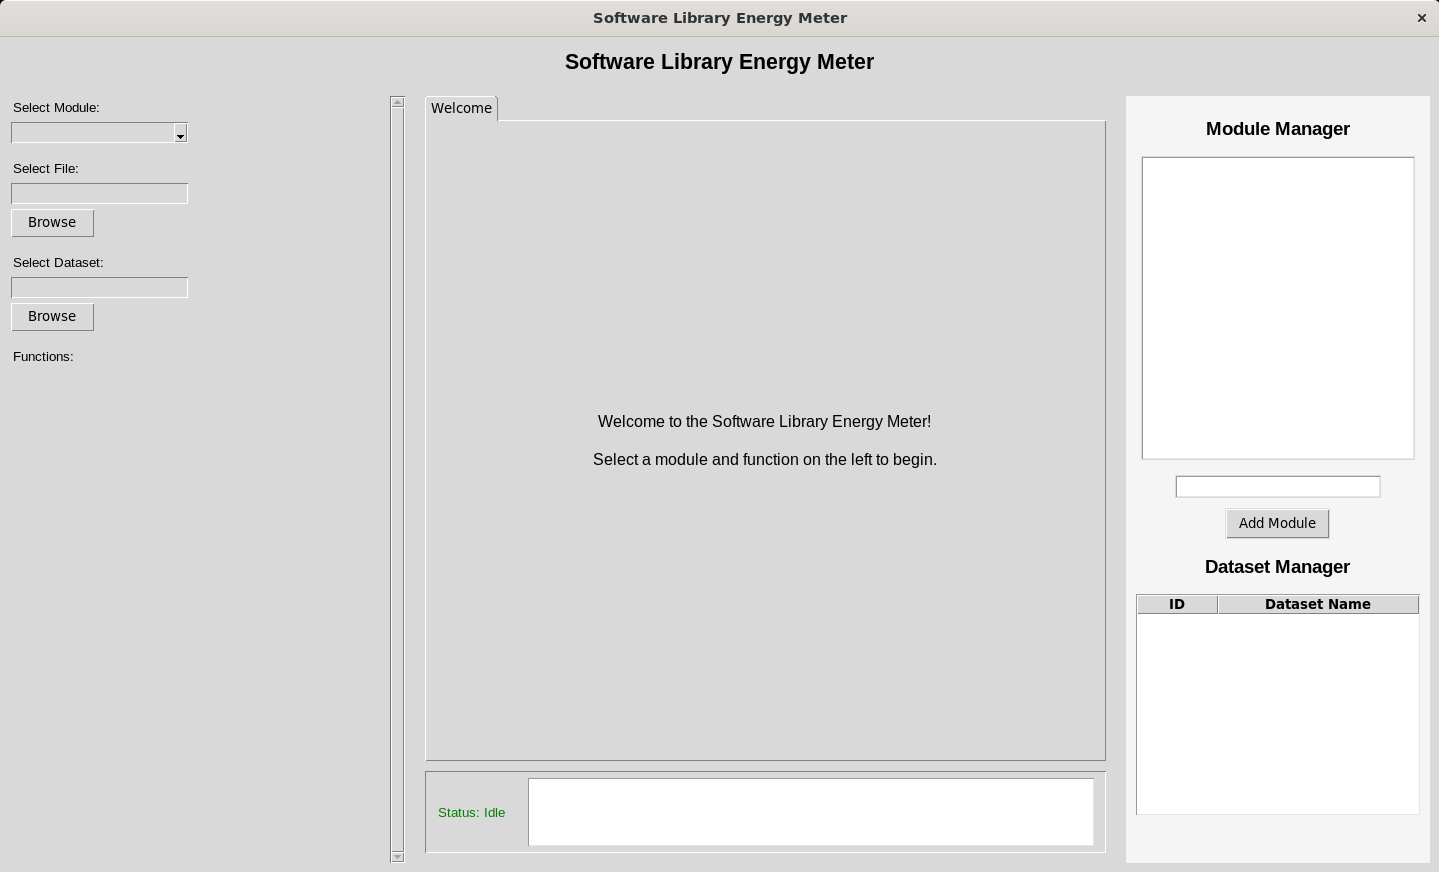 Software Library Energy Meter
Software Library Energy Meter
Select Module:
Select File:
Browse
Select Dataset:
Browse
Functions:
Welcome
Welcome to the Software Library Energy Meter!
Select a module and function on the left to begin.
Status: Idle
Module Manager
Add Module
Dataset Manager
ID Dataset Name